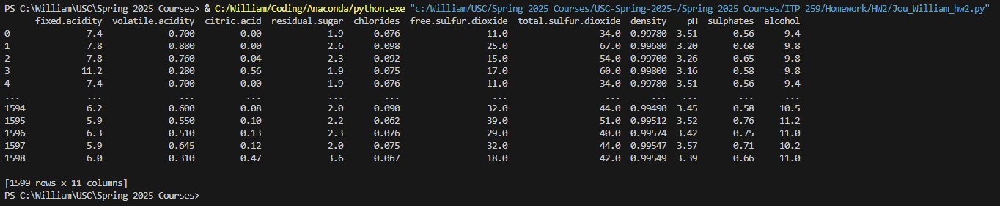 PS C:\William\USC\Spring 2025 Courses> & C:/William/Coding/Anaconda/python.exe "c:/William/USC/Spring 2025 Courses/USC-Spring-2025-/Spring 2025 Courses/ITP 259/Homework/HW2/Jou_William_hw2.py"
      fixed.acidity  volatile.acidity  citric.acid  residual.sugar  chlorides  free.sulfur.dioxide  total.sulfur.dioxide  density    pH  sulphates  alcohol
0               7.4             0.700         0.00             1.9      0.076                 11.0                  34.0  0.99780  3.51       0.56      9.4
1               7.8             0.880         0.00             2.6      0.098                 25.0                  67.0  0.99680  3.20       0.68      9.8
2               7.8             0.760         0.04             2.3      0.092                 15.0                  54.0  0.99700  3.26       0.65      9.8
3              11.2             0.280         0.56             1.9      0.075                 17.0                  60.0  0.99800  3.16       0.58      9.8
4               7.4             0.700         0.00             1.9      0.076                 11.0                  34.0  0.99780  3.51       0.56      9.4
...             ...               ...          ...             ...        ...                  ...                   ...      ...   ...        ...      ...
1594            6.2             0.600         0.08             2.0      0.090                 32.0                  44.0  0.99490  3.45       0.58     10.5
1595            5.9             0.550         0.10             2.2      0.062                 39.0                  51.0  0.99512  3.52       0.76     11.2
1596            6.3             0.510         0.13             2.3      0.076                 29.0                  40.0  0.99574  3.42       0.75     11.0
1597            5.9             0.645         0.12             2.0      0.075                 32.0                  44.0  0.99547  3.57       0.71     10.2
1598            6.0             0.310         0.47             3.6      0.067                 18.0                  42.0  0.99549  3.39       0.66     11.0

[1599 rows x 11 columns]
PS C:\William\USC\Spring 2025 Courses>